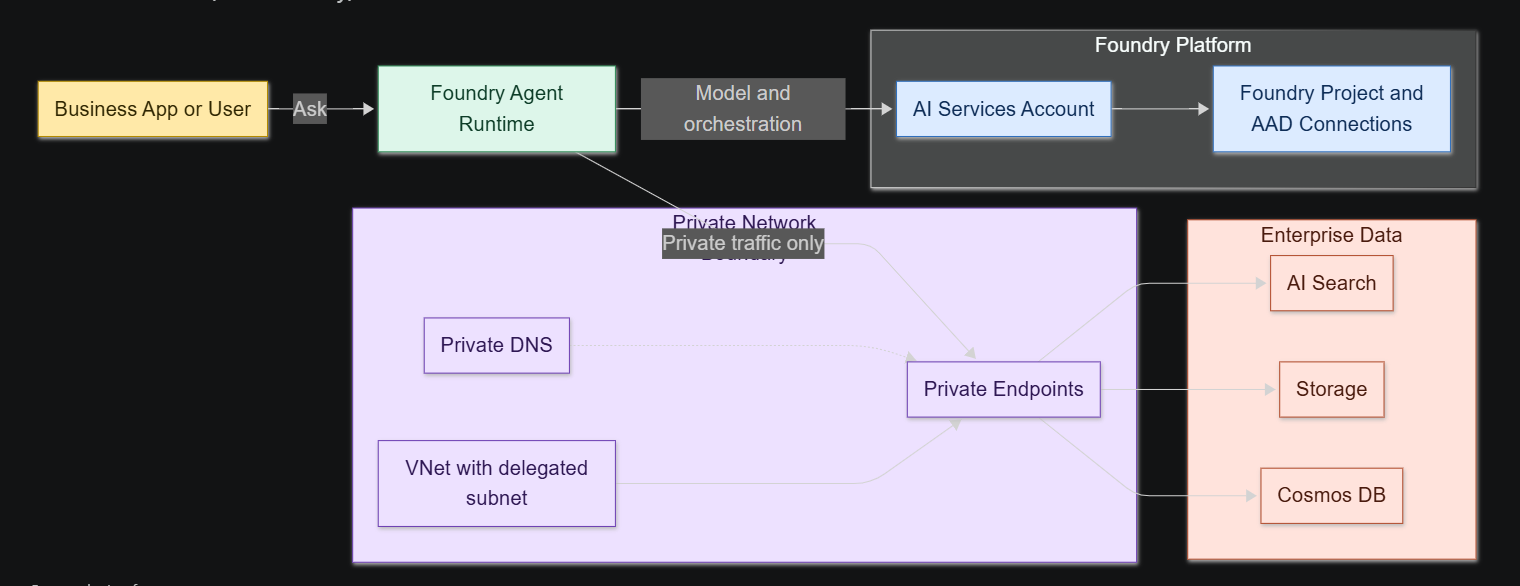 Foundry Platform
Business App or User
Ask
Foundry Agent
Runtime
Model and
orchestration
AI Services Account
Foundry Project and
AAD Connections
Private Network
Private traffic only
Boundary
Enterprise Data
AI Search
Private DNS
Private Endpoints
Storage
VNet with delegated
subnet
Cosmos DB